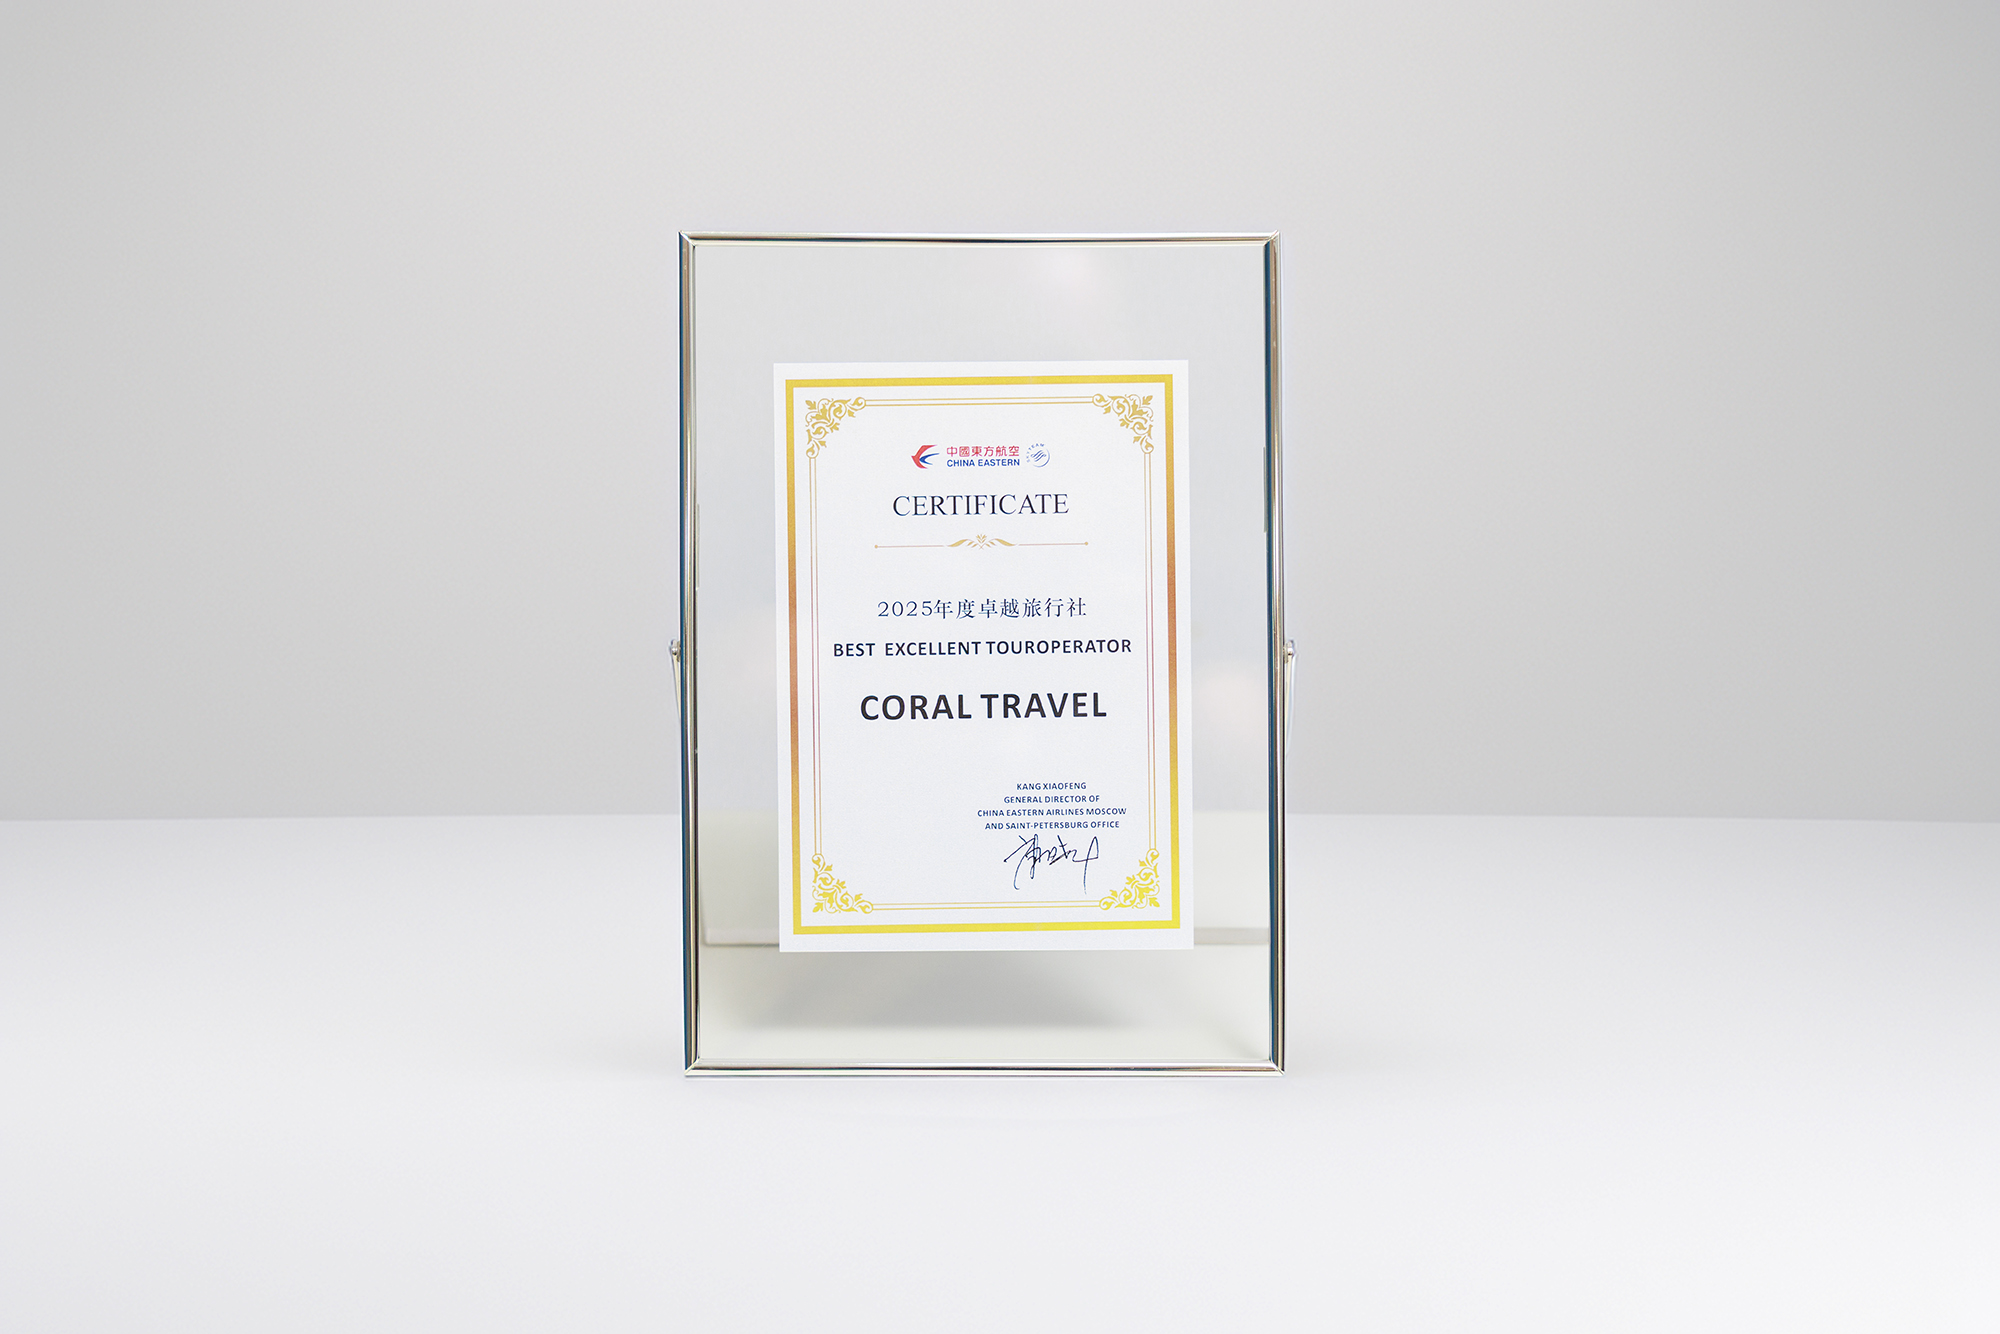 中國東方航空
CHINA EASTERN
SKYTEAM
CERTIFICATE
2025年度卓越旅行社
BEST EXCELLENT TOUROPERATOR
CORAL TRAVEL
KANG XIAOFENG
GENERAL DIRECTOR OF
CHINA EASTERN AIRLINES MOSCOW
AND SAINT-PETERSBURG OFFICE